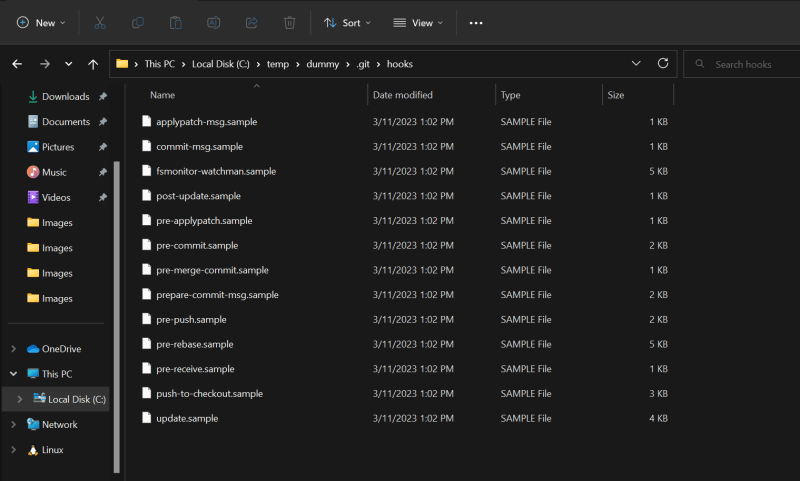 New Sort View
This PC Local Disk (C:) temp dummy .git hooks Search hooks
Name Date modified Type Size
Downloads
Documents
Pictures
Music
Videos
Images
Images
Images
Images
OneDrive
This PC
Local Disk (C:)
Network
Linux
applypatch-msg.sample 3/11/2023 1:02 PM SAMPLE File 1 KB
commit-msg.sample 3/11/2023 1:02 PM SAMPLE File 1 KB
fsmonitor-watchman.sample 3/11/2023 1:02 PM SAMPLE File 5 KB
post-update.sample 3/11/2023 1:02 PM SAMPLE File 1 KB
pre-applypatch.sample 3/11/2023 1:02 PM SAMPLE File 1 KB
pre-commit.sample 3/11/2023 1:02 PM SAMPLE File 2 KB
pre-merge-commit.sample 3/11/2023 1:02 PM SAMPLE File 1 KB
prepare-commit-msg.sample 3/11/2023 1:02 PM SAMPLE File 2 KB
pre-push.sample 3/11/2023 1:02 PM SAMPLE File 2 KB
pre-rebase.sample 3/11/2023 1:02 PM SAMPLE File 5 KB
pre-receive.sample 3/11/2023 1:02 PM SAMPLE File 1 KB
push-to-checkout.sample 3/11/2023 1:02 PM SAMPLE File 3 KB
update.sample 3/11/2023 1:02 PM SAMPLE File 4 KB